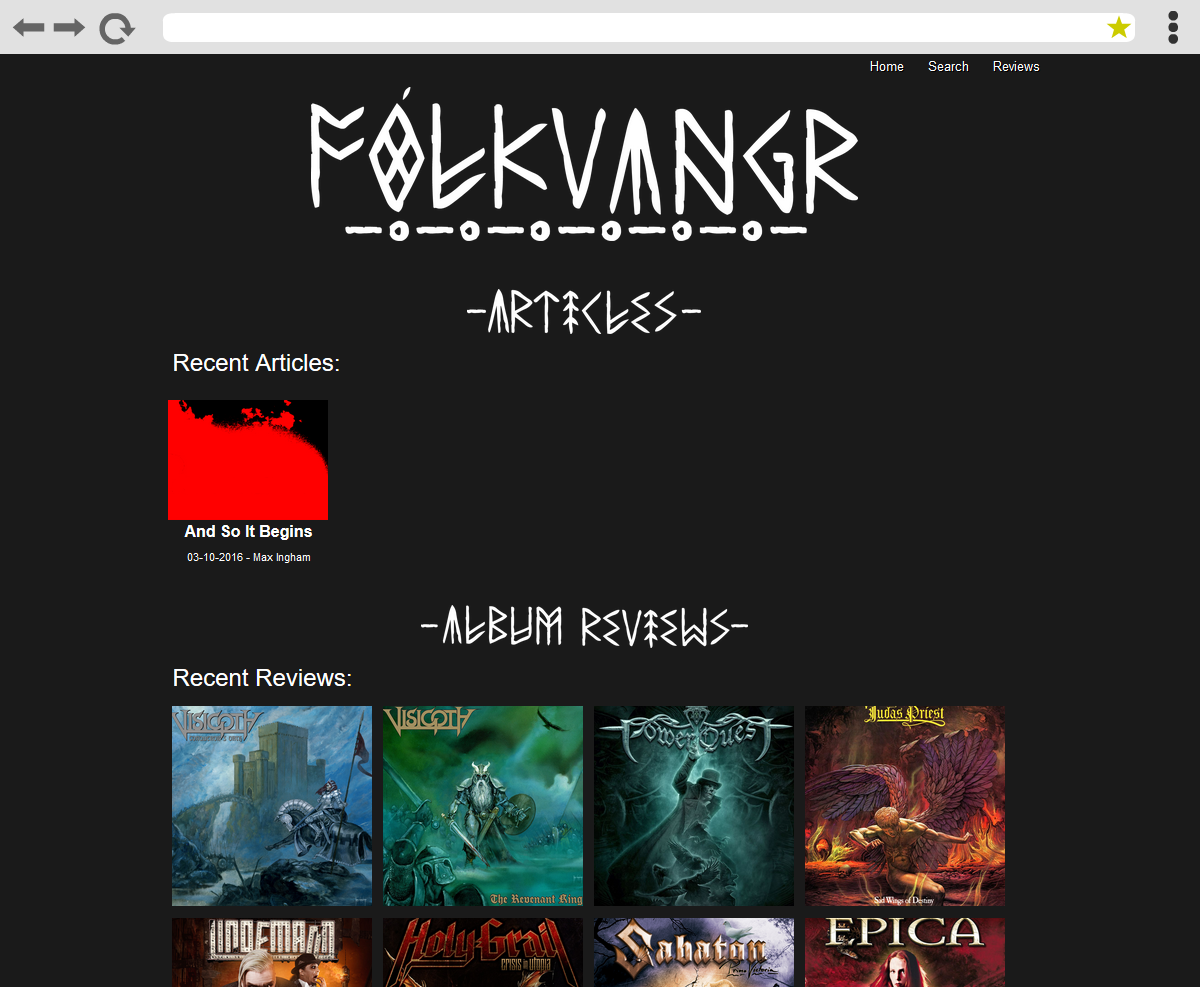 Home Search Reviews
FÓLKVANGR
-ARTICLES-
Recent Articles:
And So It Begins
03-10-2016 - Max Ingham
-ALBUM REVIEWS-
Recent Reviews:
VISIGOTH
VISIGOTH
The Revenant King
PowerQuest
Judas Priest
Sad Wings of Destiny
LINDEMANN
Holy Grail
CRISIS in UTOPIA
SABATON
Primo Victoria
EPICA